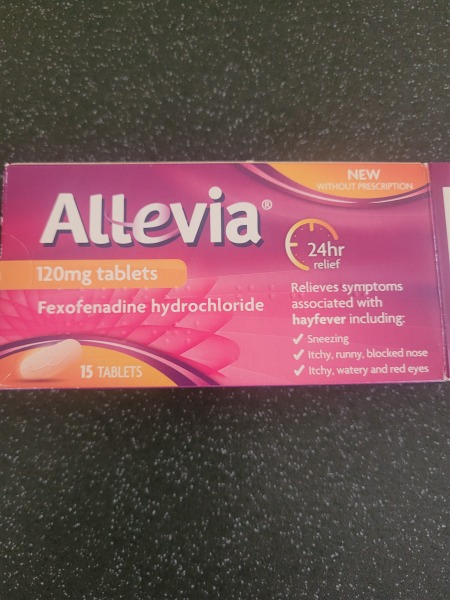 NEW
WITHOUT PRESCRIPTION
Allevia®
120mg tablets
Fexofenadine hydrochloride
15 TABLETS
24hr
relief
Relieves symptoms
associated with
hayfever including:
✓ Sneezing
✓ Itchy, runny, blocked nose
✓ Itchy, watery and red eyes